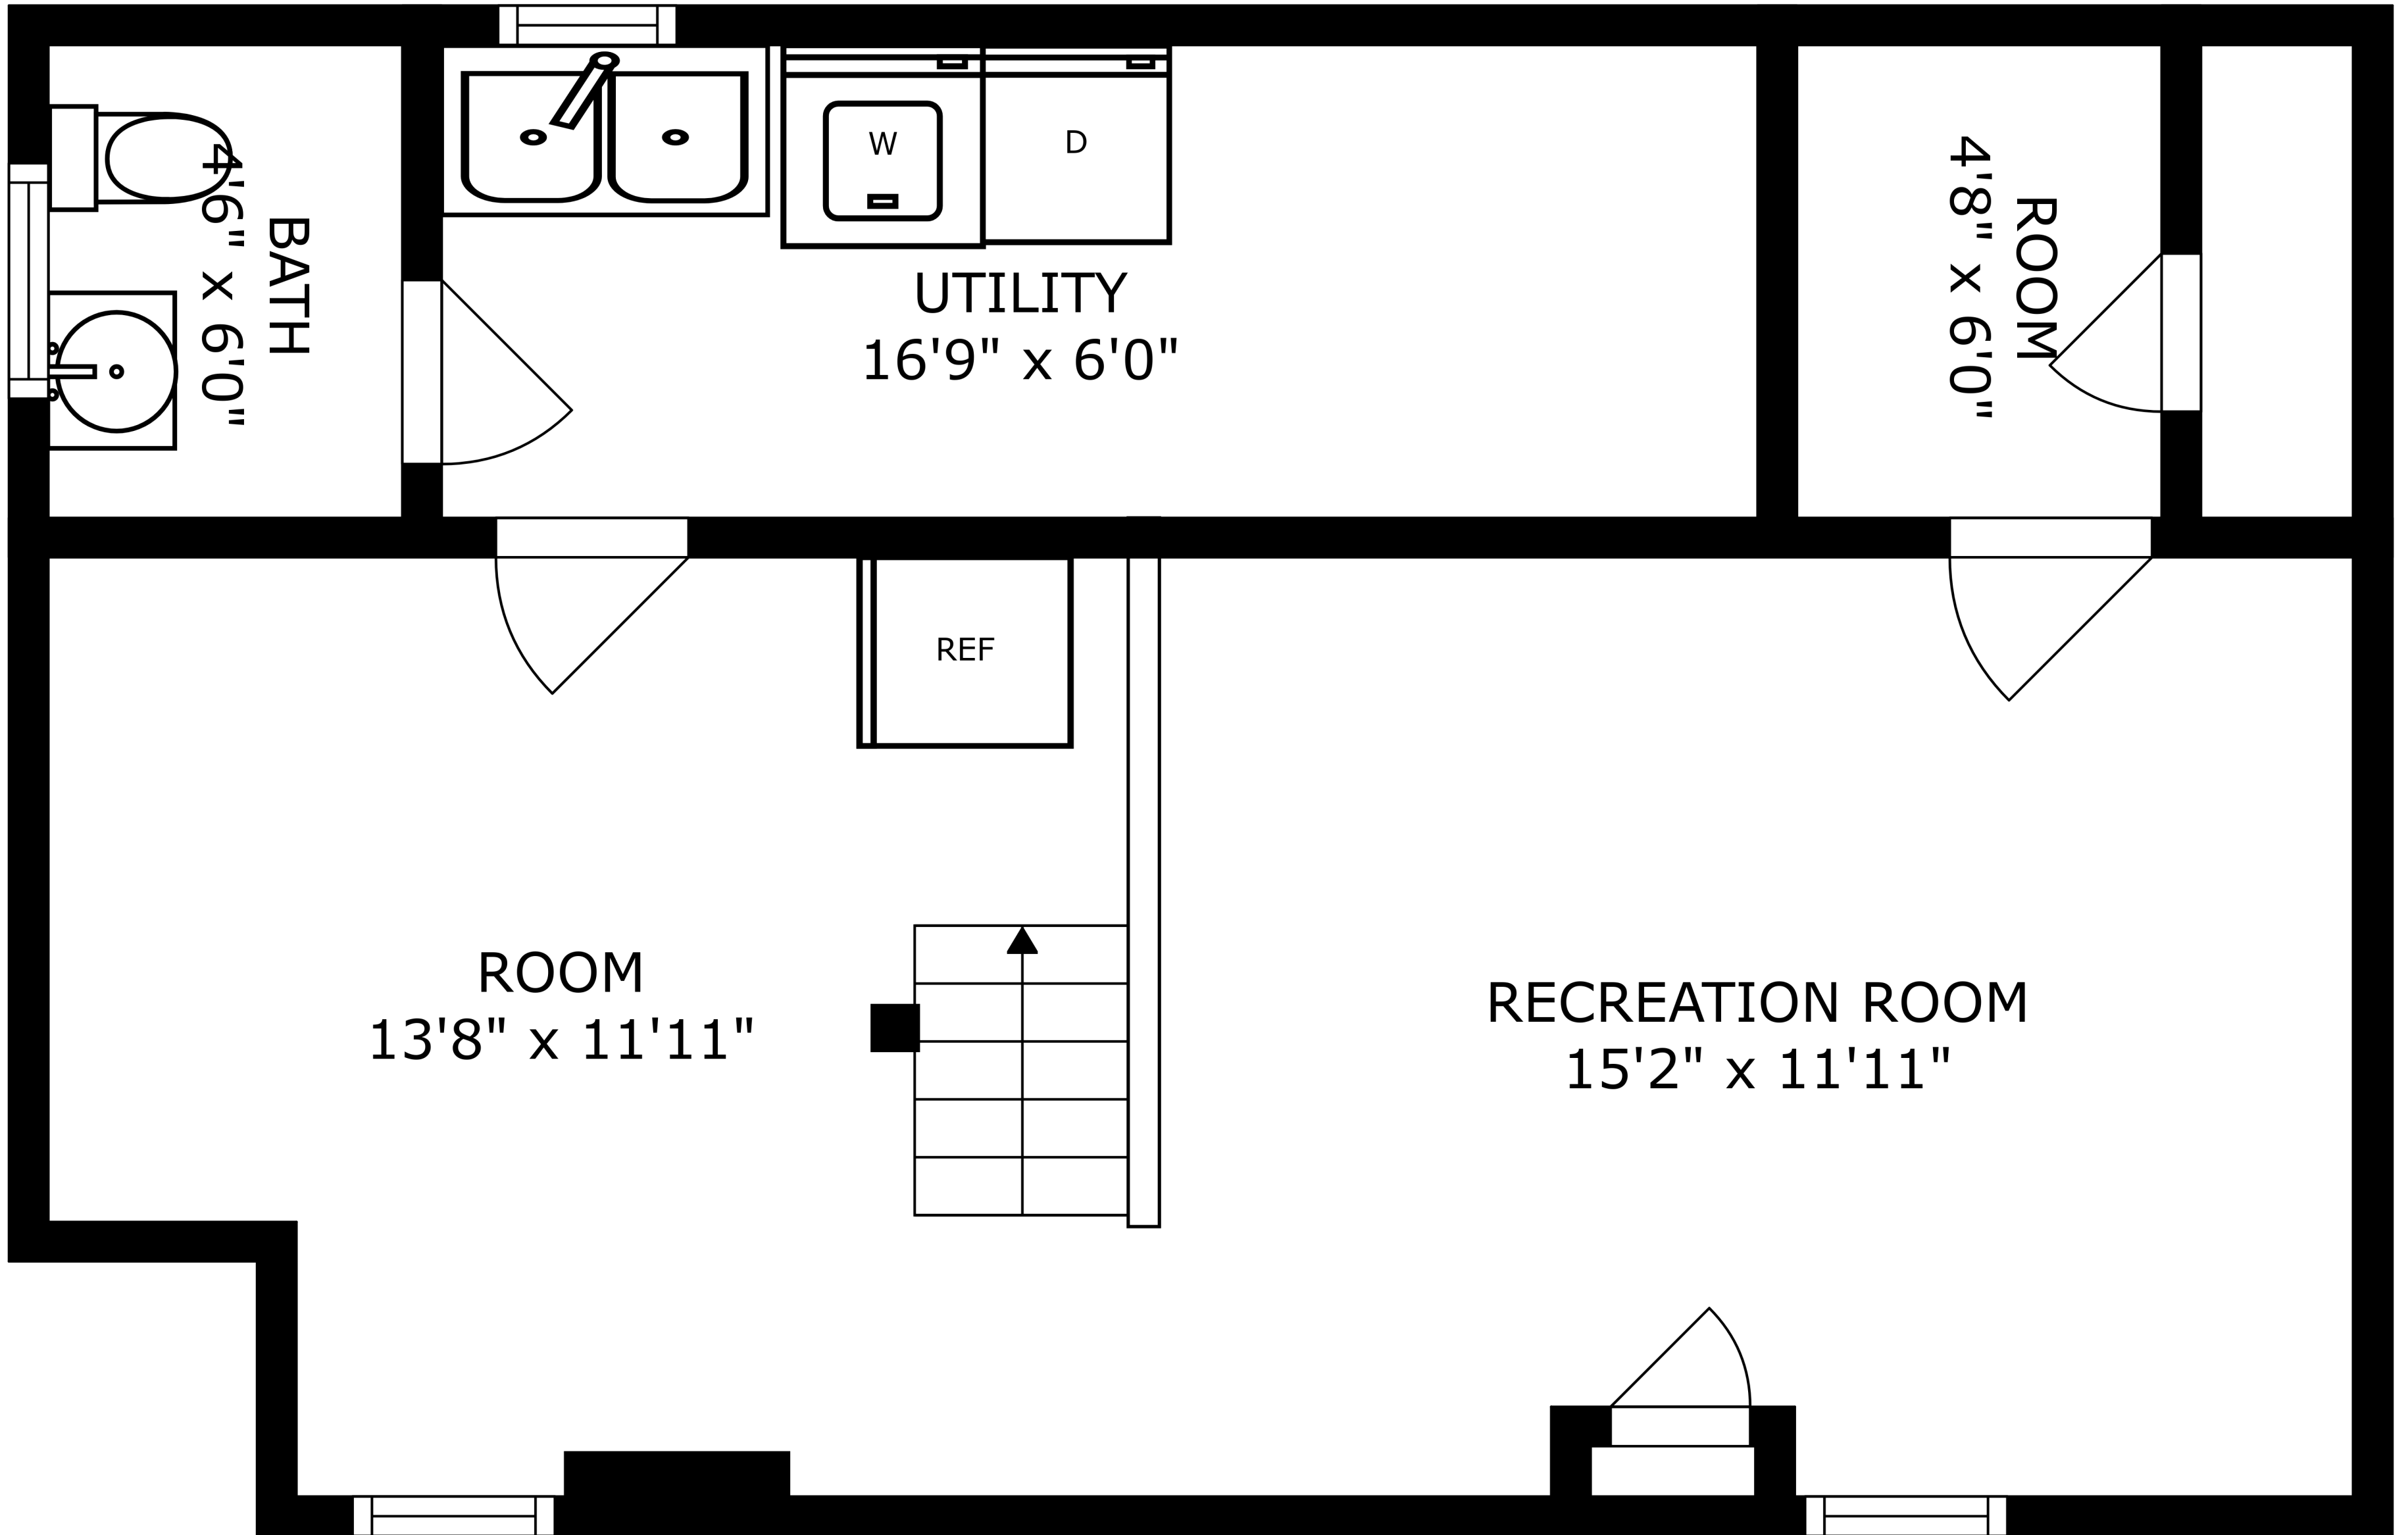 BATH
4'6" x 6'0"
W
D
UTILITY
16'9" x 6'0"
ROOM
4'8" x 6'0"
REF
ROOM
13'8" x 11'11"
RECREATION ROOM
15'2" x 11'11"